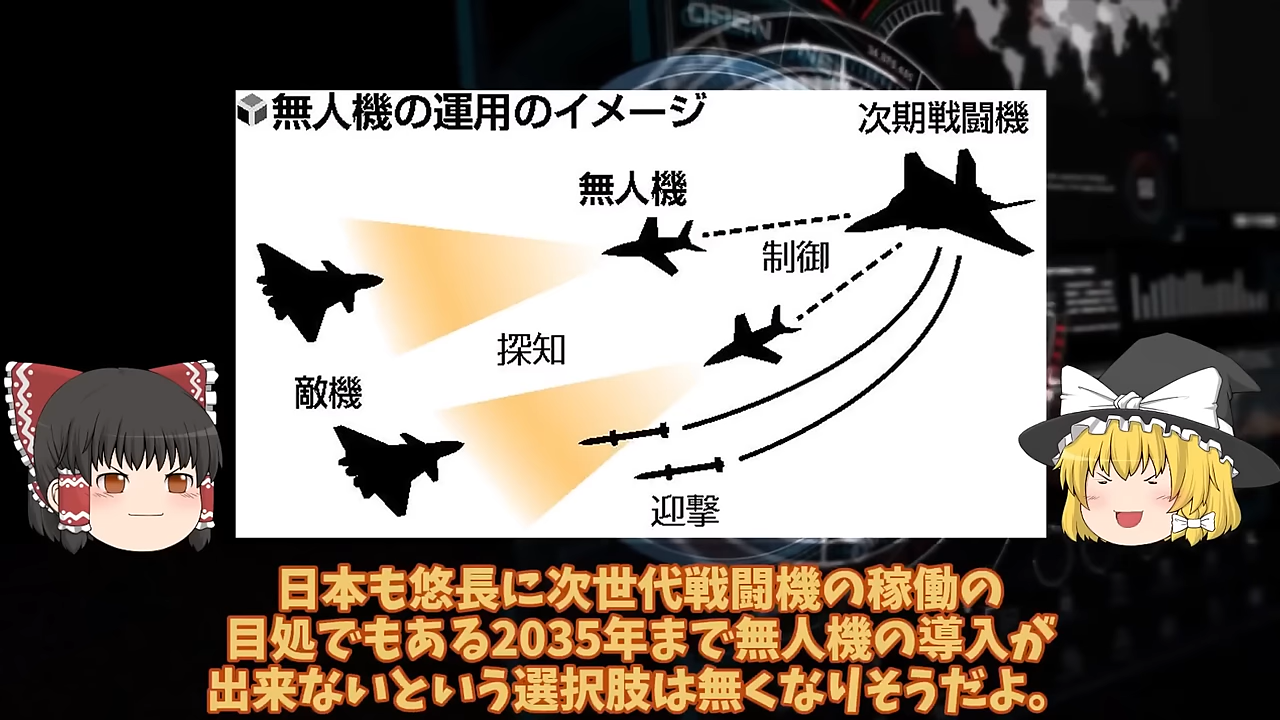 OPEN
無人機の運用のイメージ
次期戦闘機
無人機
制御
探知
敵機
迎撃
日本も悠長に次世代戦闘機の稼働の
目処でもある2035年まで無人機の導入が
出来ないという選択肢は無くなりそうだよ。